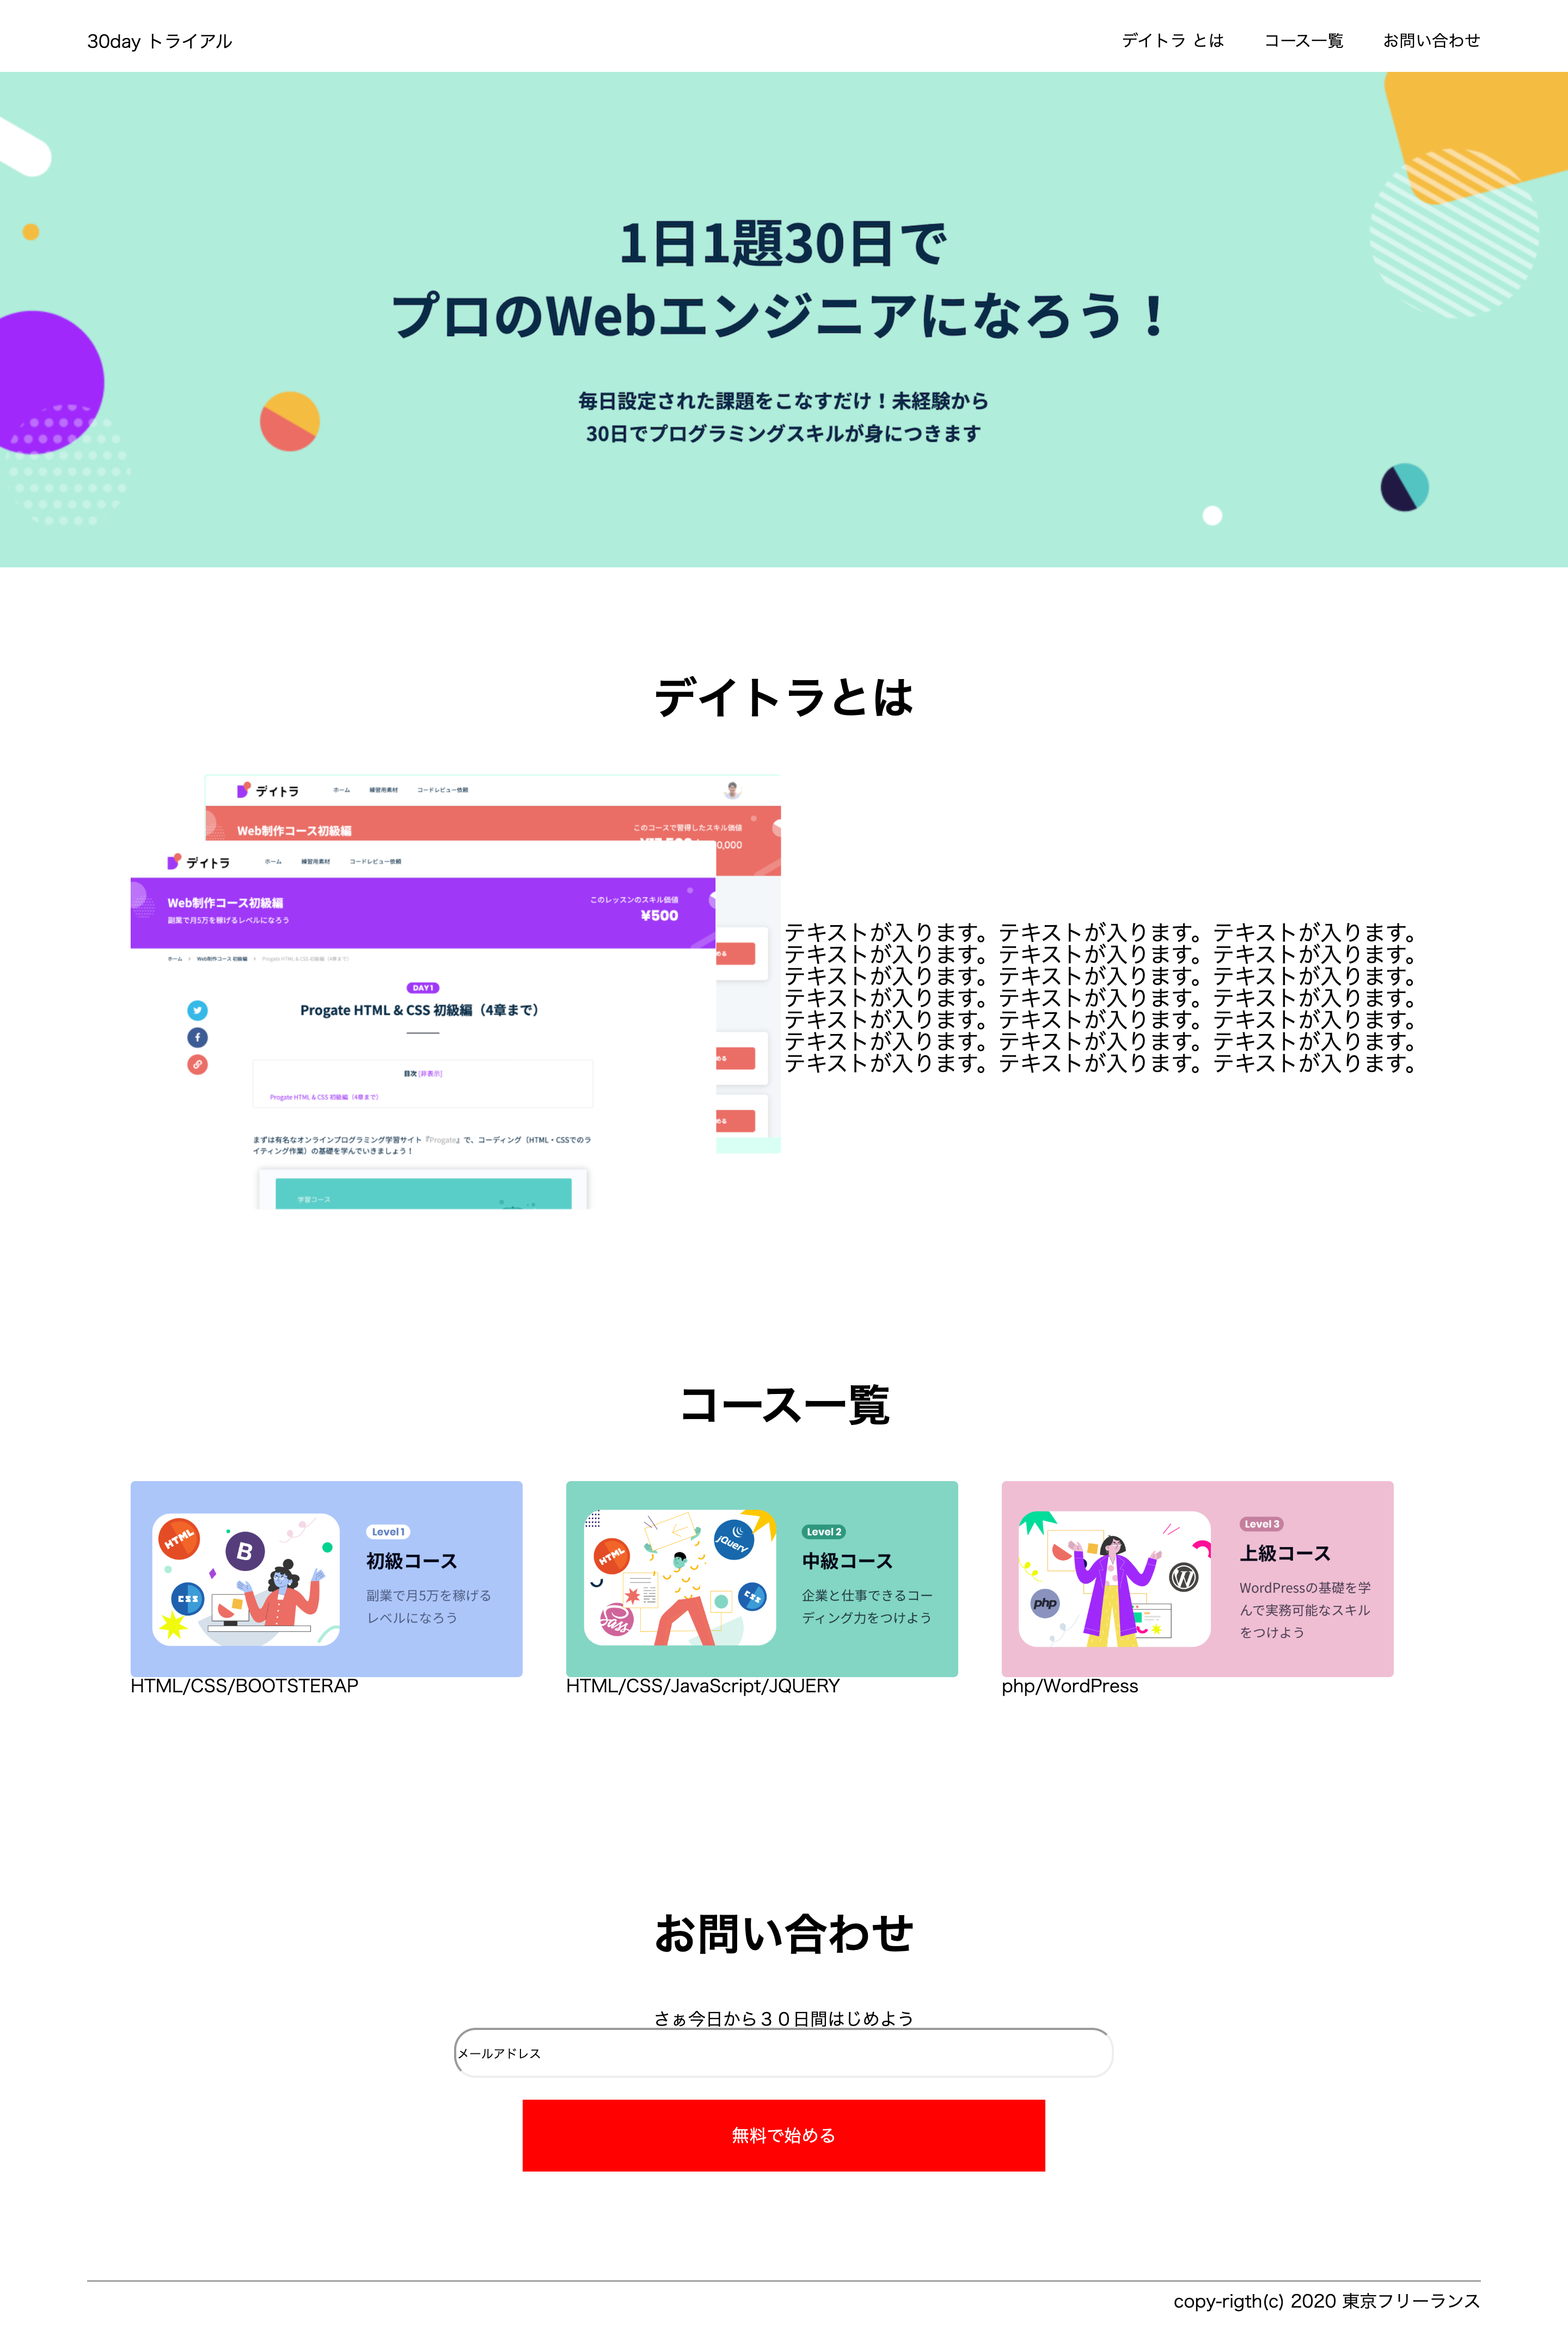 30day トライアル
デイトラ とは
コース一覧
お問い合わせ
1日1題30日で
プロのWebエンジニアになろう！
毎日設定された課題をこなすだけ！未経験から
30日でプログラミングスキルが身につきます
デイトラとは
デイトラ
ホーム 練習用素材 コードレビュー依頼
Web制作コース初級編
このコースで習得したスキル価値
0,000
デイトラ
ホーム 練習用素材 コードレビュー依頼
Web制作コース初級編
副業で月5万を稼げるレベルになろう
このレッスンのスキル価値
¥500
ホーム > Web制作コース 初級編 > Progate HTML & CSS 初級編（4章まで）
DAY 1
Progate HTML & CSS 初級編（4章まで）
目次 [非表示]
Progate HTML & CSS 初級編（4章まで）
まずは有名なオンラインプログラミング学習サイト『Progate』で、コーディング（HTML・CSSでのラ
イティング作業）の基礎を学んでいきましょう！
学習コース
める
める
める
テキストが入ります。テキストが入ります。テキストが入ります。
テキストが入ります。テキストが入ります。テキストが入ります。
テキストが入ります。テキストが入ります。テキストが入ります。
テキストが入ります。テキストが入ります。テキストが入ります。
テキストが入ります。テキストが入ります。テキストが入ります。
テキストが入ります。テキストが入ります。テキストが入ります。
テキストが入ります。テキストが入ります。テキストが入ります。
コース一覧
HTML
B
CSS
Level 1
初級コース
副業で月5万を稼げる
レベルになろう
HTML/CSS/BOOTSTERAP
HTML
jQuery
CSS
Sass
Level 2
中級コース
企業と仕事できるコー
ディング力をつけよう
HTML/CSS/JavaScript/JQUERY
php
W
Level 3
上級コース
WordPressの基礎を学
んで実務可能なスキル
をつけよう
php/WordPress
お問い合わせ
さぁ今日から３０日間はじめよう
メールアドレス
無料で始める
copy-rigth(c) 2020 東京フリーランス